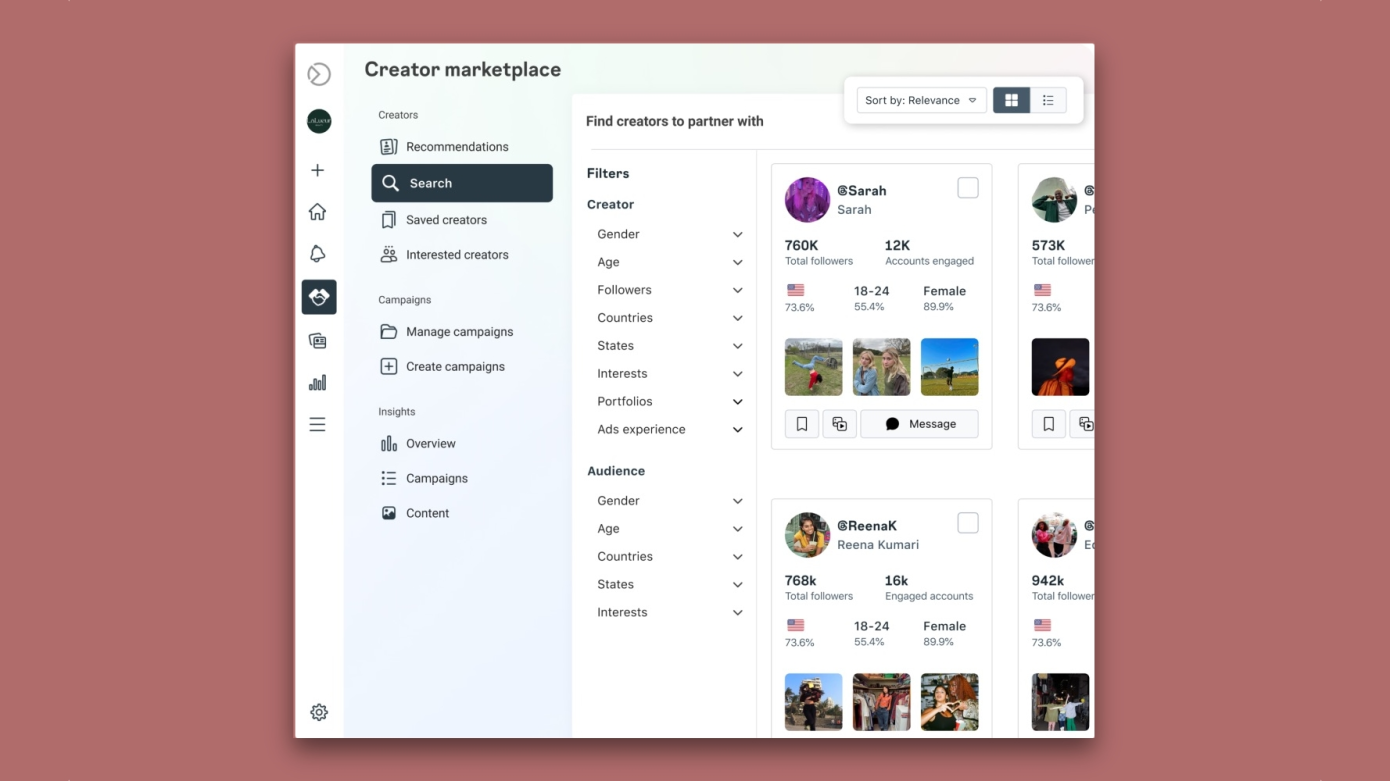 Creator marketplace
Creators
Recommendations
Search
Saved creators
Interested creators
Campaigns
Manage campaigns
Create campaigns
Insights
Overview
Campaigns
Content
Find creators to partner with
Sort by: Relevance
Filters
Creator
Gender
Age
Followers
Countries
States
Interests
Portfolios
Ads experience
Audience
Gender
Age
Countries
States
Interests
@Sarah
Sarah
760K 12K
Total followers Accounts engaged
18-24 Female
73.6% 55.4% 89.9%
Message
@
Pe
573K
Total follower
73.6%
@ReenaK
Reena Kumari
768k 16k
Total followers Engaged accounts
18-24 Female
73.6% 55.4% 89.9%
@
Ed
942k
Total follower
73.6%